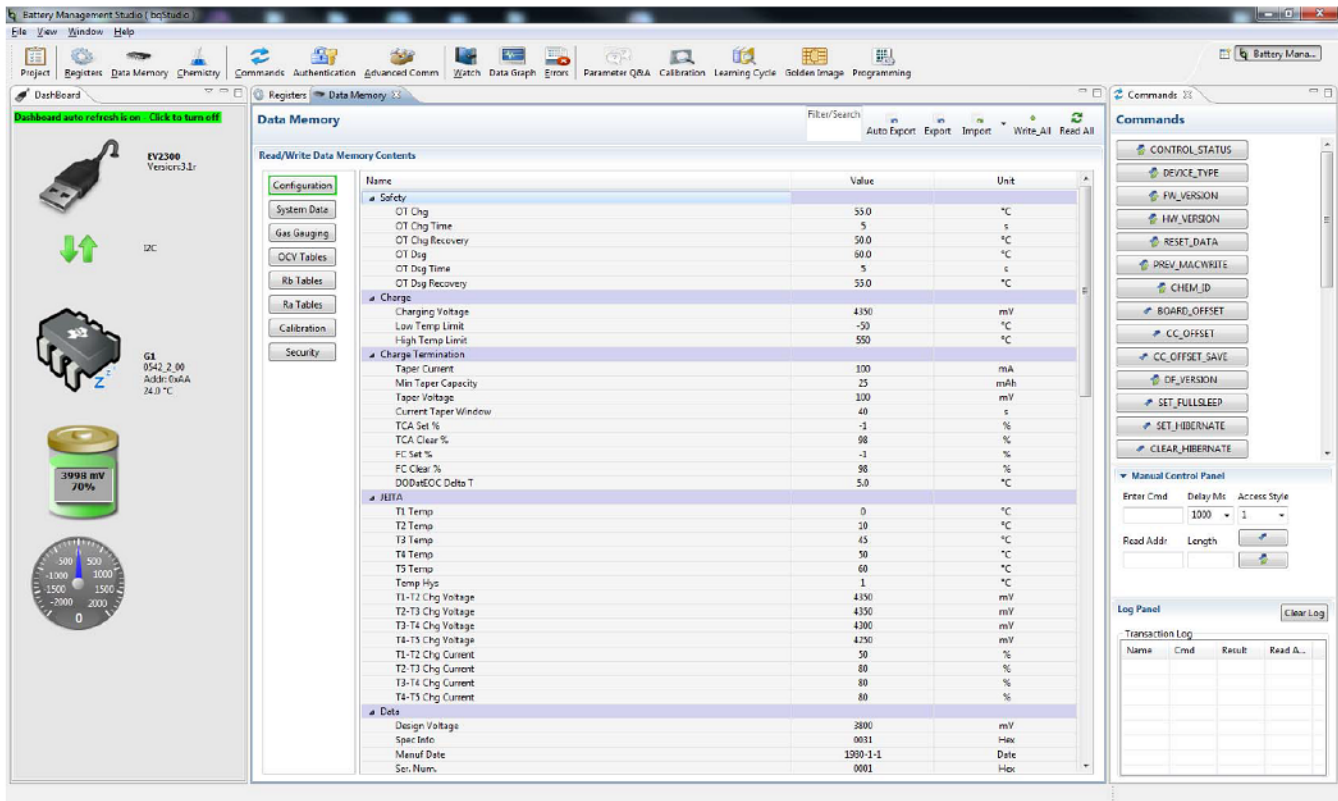 Battery Management Studio ( bqStudio )
File View Window Help
Project Registers Data Memory Chemistry Commands Authentication Advanced Comm Watch Data Graph Errors Parameter Q&A Calibration Learning Cycle Golden Image Programming
Battery Mana...
DashBoard
Dashboard auto refresh is on - Click to turn off
EV2300
Version:3.1r
I2C
G1
0542_2_00
Addr: 0xAA
24.0 °C
3998 mV
70%
-500 500
-1000 1000
-1500 1500
-2000 2000
0
Registers Data Memory
Data Memory
Filter/Search
Auto Export Export Import Write_All Read All
Read/Write Data Memory Contents
Configuration
System Data
Gas Gauging
OCV Tables
Rb Tables
Ra Tables
Calibration
Security
Name Value Unit
Safety
OT Chg 55.0 °C
OT Chg Time 5 s
OT Chg Recovery 50.0 °C
OT Dsg 60.0 °C
OT Dsg Time 5 s
OT Dsg Recovery 55.0 °C
Charge
Charging Voltage 4350 mV
Low Temp Limit -50 °C
High Temp Limit 550 °C
Charge Termination
Taper Current 100 mA
Min Taper Capacity 25 mAh
Taper Voltage 100 mV
Current Taper Window 40 s
TCA Set % -1 %
TCA Clear % 98 %
FC Set % -1 %
FC Clear % 98 %
DODatEOC Delta T 5.0 °C
JEITA
T1 Temp 0 °C
T2 Temp 10 °C
T3 Temp 45 °C
T4 Temp 50 °C
T5 Temp 60 °C
Temp Hys 1 °C
T1-T2 Chg Voltage 4350 mV
T2-T3 Chg Voltage 4350 mV
T3-T4 Chg Voltage 4300 mV
T4-T5 Chg Voltage 4250 mV
T1-T2 Chg Current 50 %
T2-T3 Chg Current 80 %
T3-T4 Chg Current 80 %
T4-T5 Chg Current 80 %
Data
Design Voltage 3800 mV
Spec Info 0031 Hex
Manuf Date 1980-1-1 Date
Ser. Num. 0001 Hex
Commands
Commands
CONTROL_STATUS
DEVICE_TYPE
FW_VERSION
HW_VERSION
RESET_DATA
PREV_MACWRITE
CHEM_ID
BOARD_OFFSET
CC_OFFSET
CC_OFFSET_SAVE
DF_VERSION
SET_FULLSLEEP
SET_HIBERNATE
CLEAR_HIBERNATE
Manual Control Panel
Enter Cmd Delay Ms Access Style
1000 1
Read Addr Length
Log Panel Clear Log
Transaction Log
Name Cmd Result Read A...